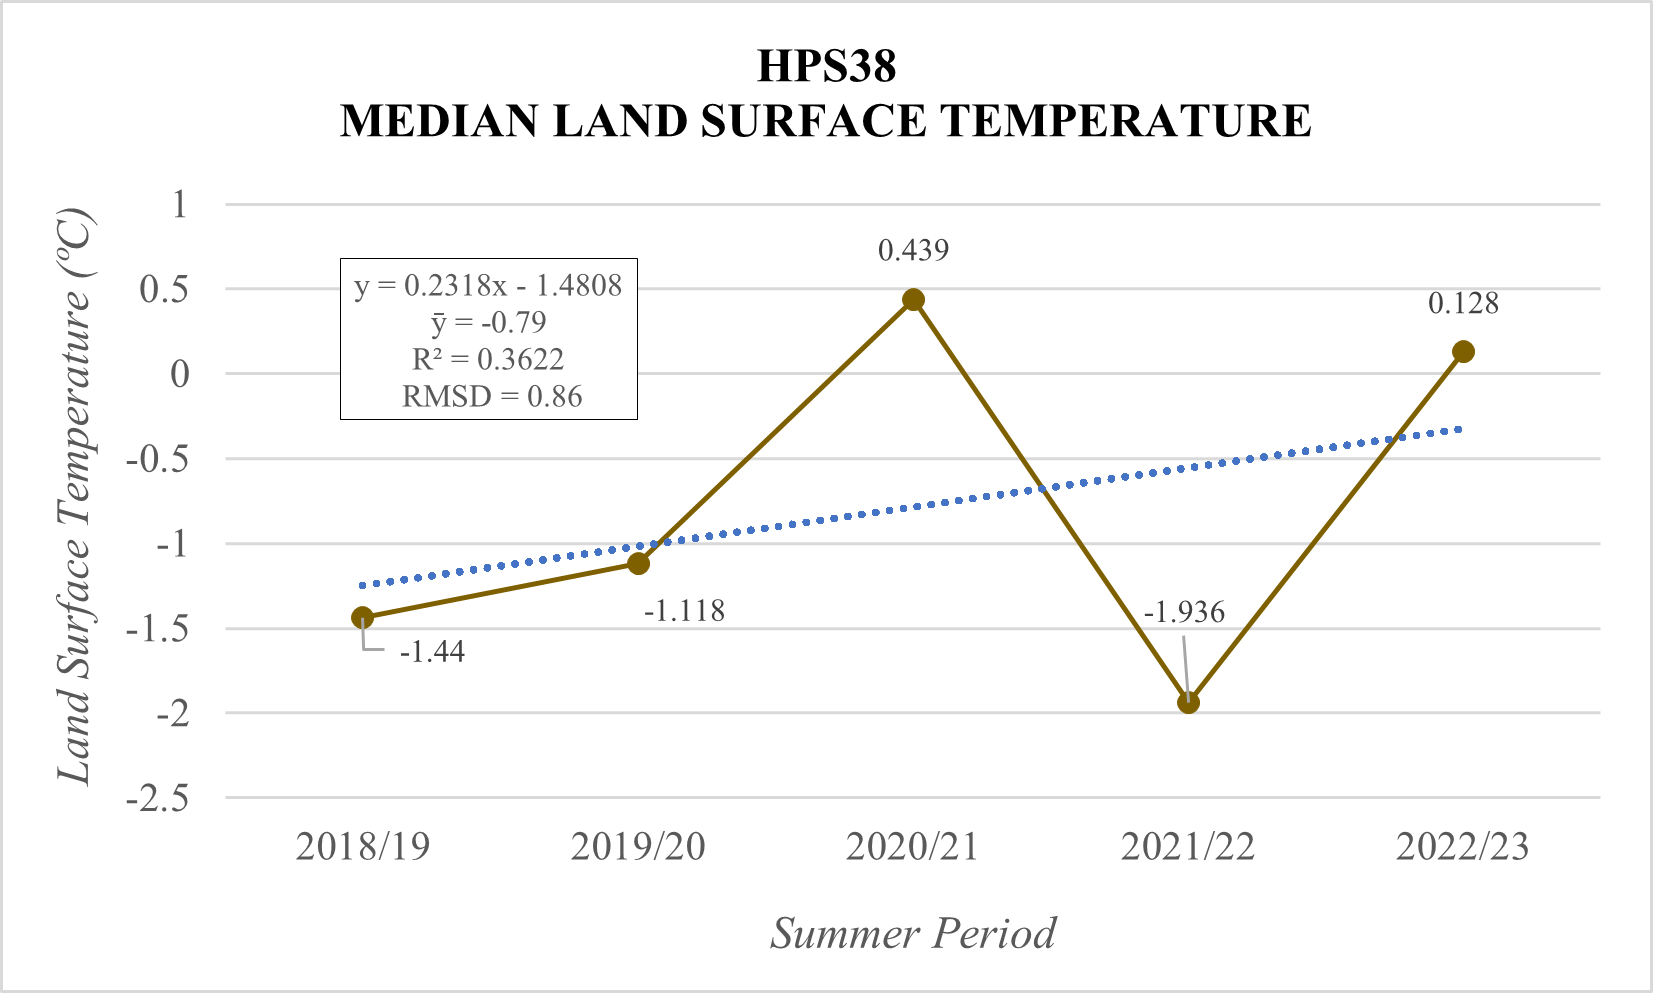 HPS38
MEDIAN LAND SURFACE TEMPERATURE
Land Surface Temperature (ºC)
1
0.5
0
-0.5
-1
-1.5
-2
-2.5
y = 0.2318x - 1.4808
ȳ = -0.79
R² = 0.3622
RMSD = 0.86
-1.44
-1.118
0.439
-1.936
0.128
2018/19
2019/20
2020/21
2021/22
2022/23
Summer Period